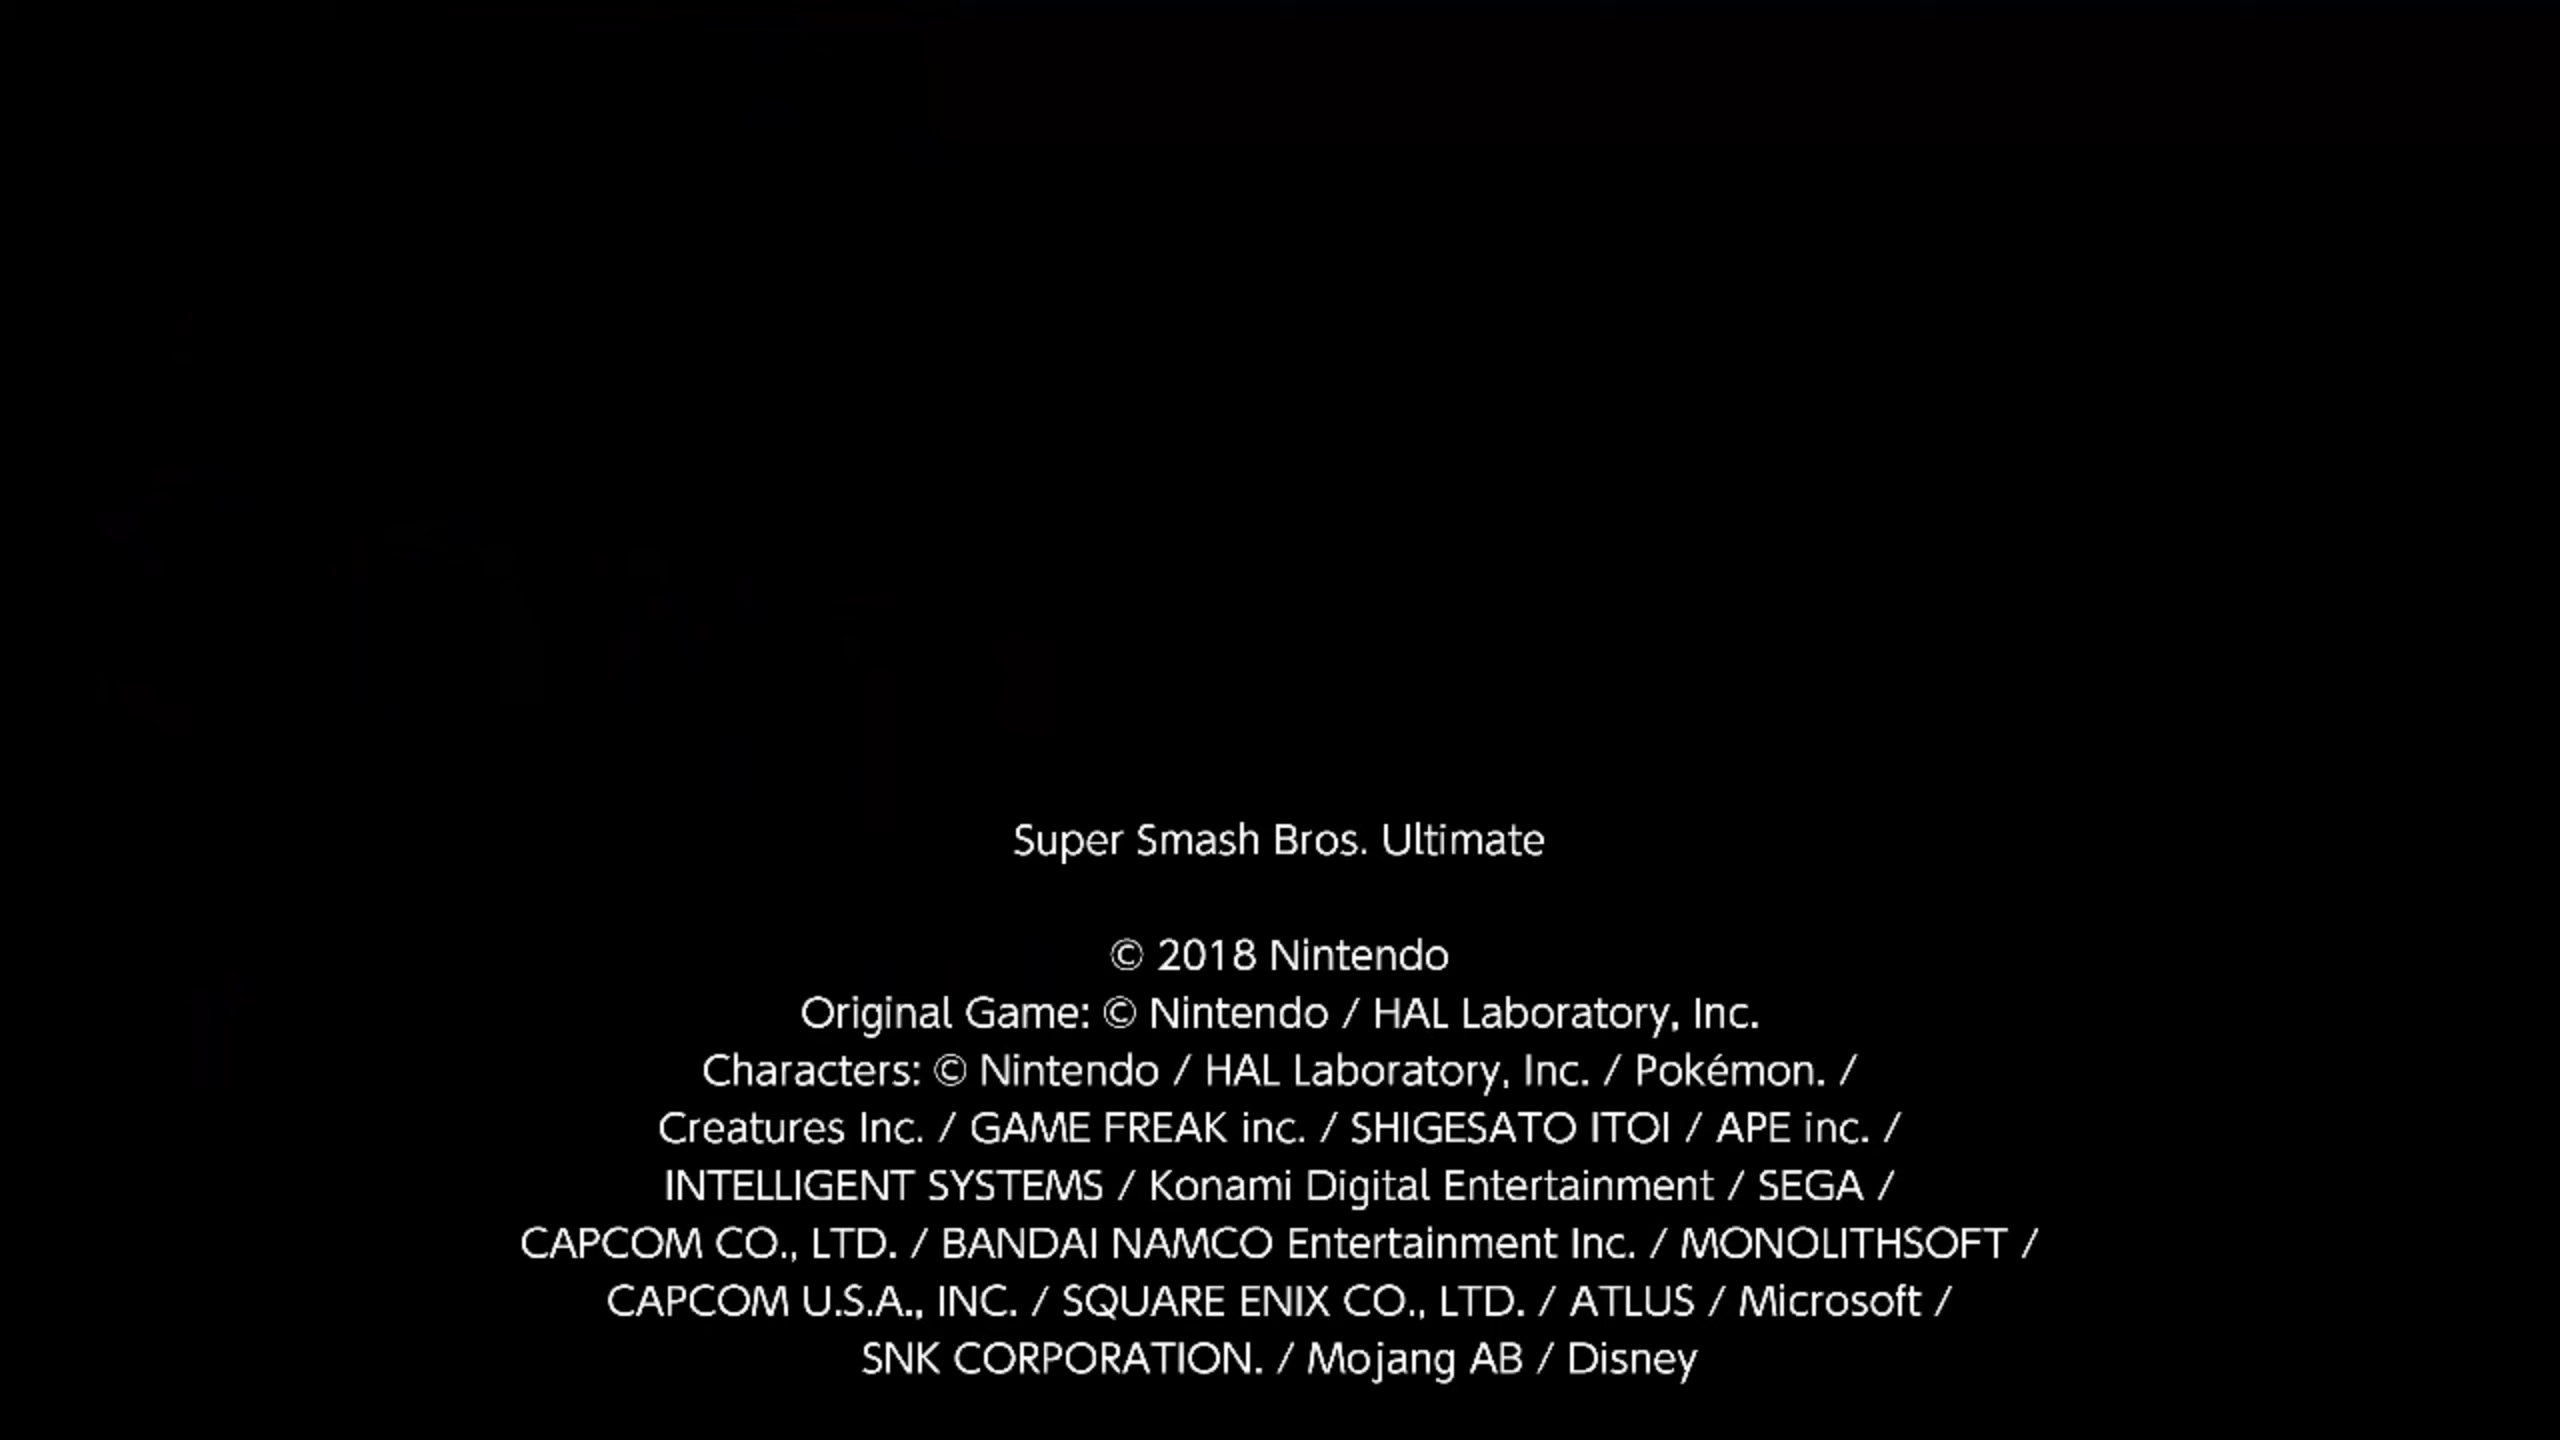 Super Smash Bros. Ultimate
© 2018 Nintendo
Original Game: © Nintendo / HAL Laboratory, Inc.
Characters: © Nintendo / HAL Laboratory, Inc. / Pokémon. /
Creatures Inc. / GAME FREAK inc. / SHIGESATO ITOI / APE inc. /
INTELLIGENT SYSTEMS / Konami Digital Entertainment / SEGA /
CAPCOM CO., LTD. / BANDAI NAMCO Entertainment Inc. / MONOLITHSOFT /
CAPCOM U.S.A., INC. / SQUARE ENIX CO., LTD. / ATLUS / Microsoft /
SNK CORPORATION. / Mojang AB / Disney